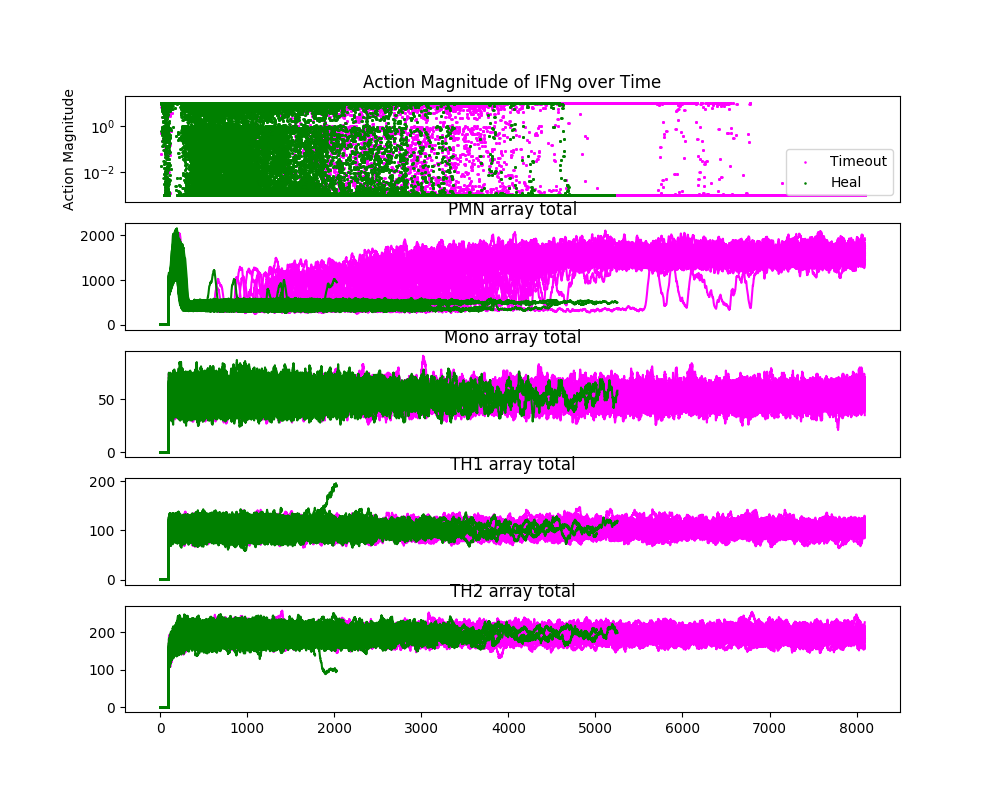 Action Magnitude of IFNg over Time
Action Magnitude
10^0
10^−2
Timeout
Heal
PMN array total
2000
1000
0
Mono array total
50
0
TH1 array total
200
100
0
TH2 array total
200
100
0
0 1000 2000 3000 4000 5000 6000 7000 8000